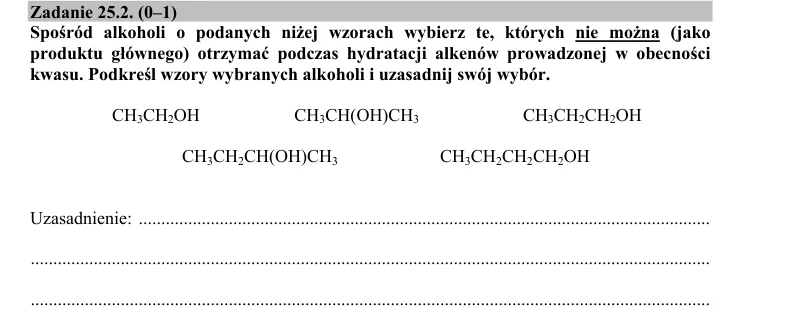 Zadanie 25.2. (0–1)
Spośród alkoholi o podanych niżej wzorach wybierz te, których nie można (jako
produktu głównego) otrzymać podczas hydratacji alkenów prowadzonej w obecności
kwasu. Podkreśl wzory wybranych alkoholi i uzasadnij swój wybór.
CH₃CH₂OH CH₃CH(OH)CH₃ CH₃CH₂CH₂OH
CH₃CH₂CH(OH)CH₃ CH₃CH₂CH₂CH₂OH
Uzasadnienie: ................................................................................................................................
........................................................................................................................................................
........................................................................................................................................................